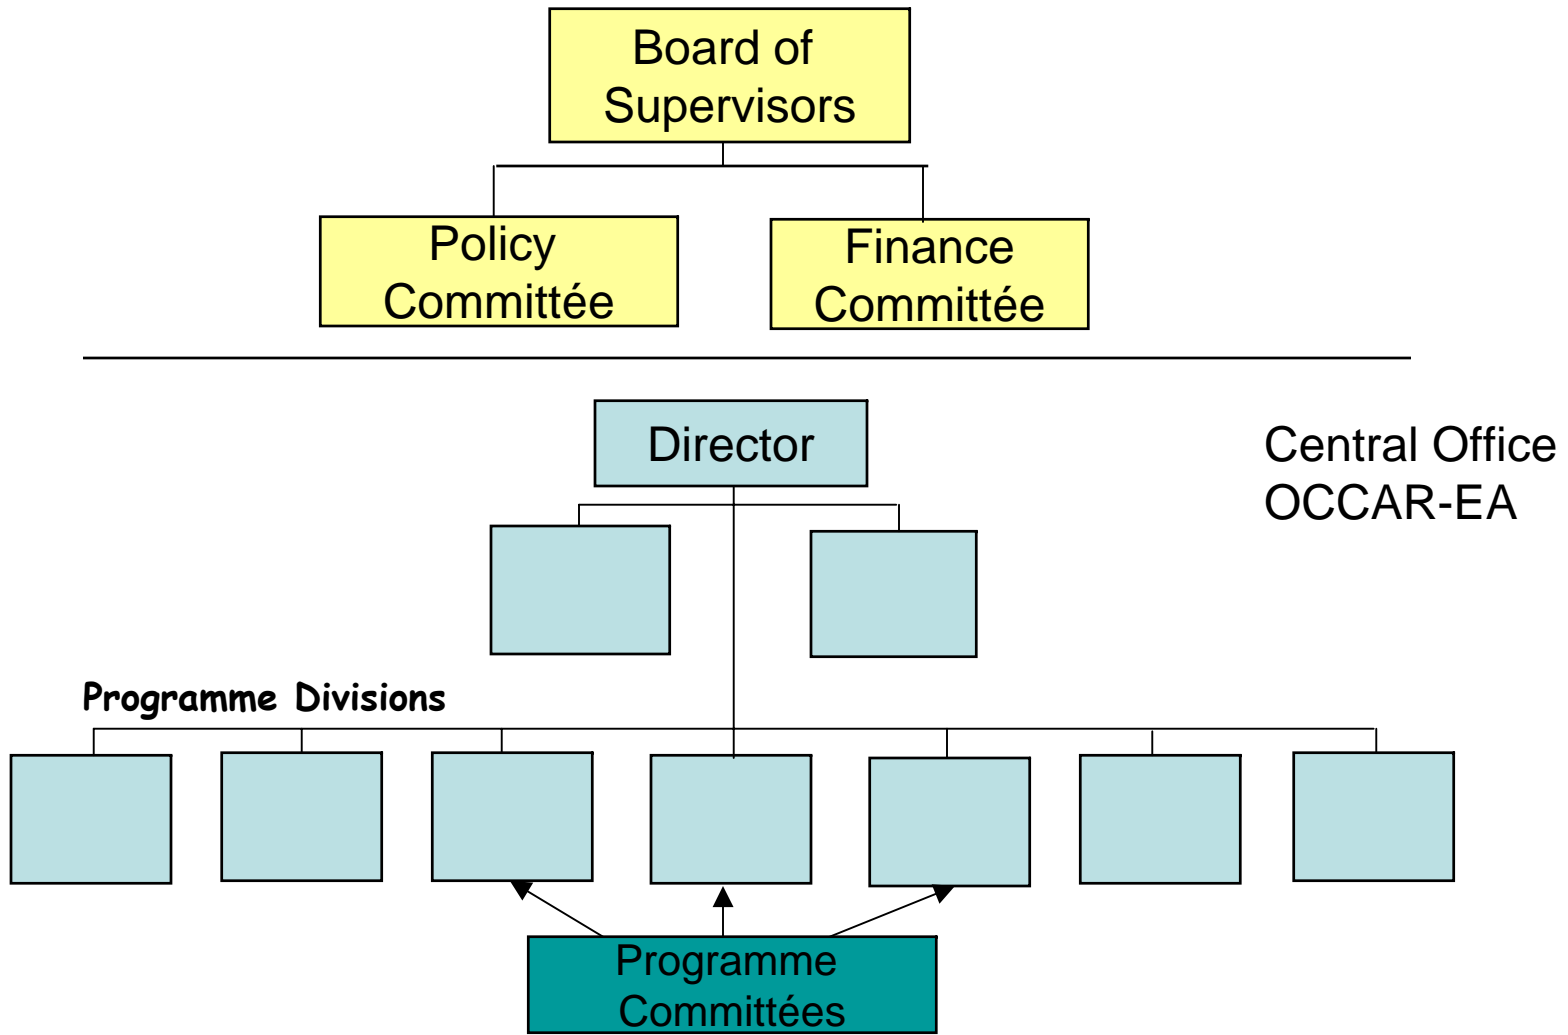 Board of
Supervisors
Policy
Committée
Finance
Committée
Director
Central Office
OCCAR-EA
Programme Divisions
Programme
Committées